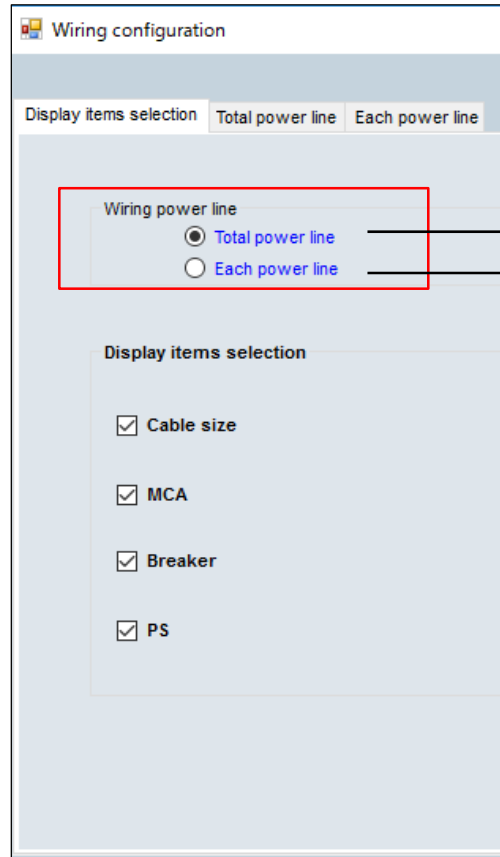 Wiring configuration
Display items selection Total power line Each power line
Wiring power line
Total power line
Each power line
Display items selection
Cable size
MCA
Breaker
PS